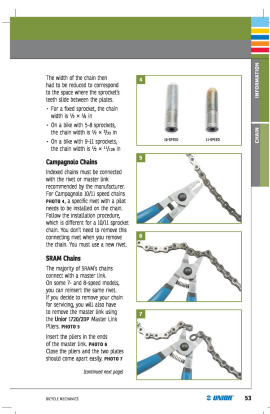 The width of the chain then
had to be reduced to correspond
to the space where the sprocket's
teeth slide between the plates.
• For a fixed sprocket, the chain
width is ½ × ⅛ in
• On a bike with 5-8 sprockets,
the chain width is ½ × ³/₃₂ in
• On a bike with 9-11 sprockets,
the chain width is ½ × ¹¹/₁₂₈ in
Campagnolo Chains
Indexed chains must be connected
with the rivet or master link
recommended by the manufacturer.
For Campagnolo 10/11 speed chains
PHOTO 4, a specific rivet with a pilot
needs to be installed on the chain.
Follow the installation procedure,
which is different for a 10/11 sprocket
chain. You don't need to remove this
connecting rivet when you remove
the chain. You must use a new rivet.
SRAM Chains
The majority of SRAM's chains
connect with a master link.
On some 7- and 8-speed models,
you can reinsert the same rivet.
If you decide to remove your chain
for servicing, you will also have
to remove the master link using
the Unior 1720/2DP Master Link
Pliers. PHOTO 5
Insert the pliers in the ends
of the master link. PHOTO 6
Close the pliers and the two plates
should come apart easily. PHOTO 7
(continued next page)
4
10-SPEED
11-SPEED
5
6
7
INFORMATION
CHAIN
BICYCLE MECHANICS
UNIOR
53